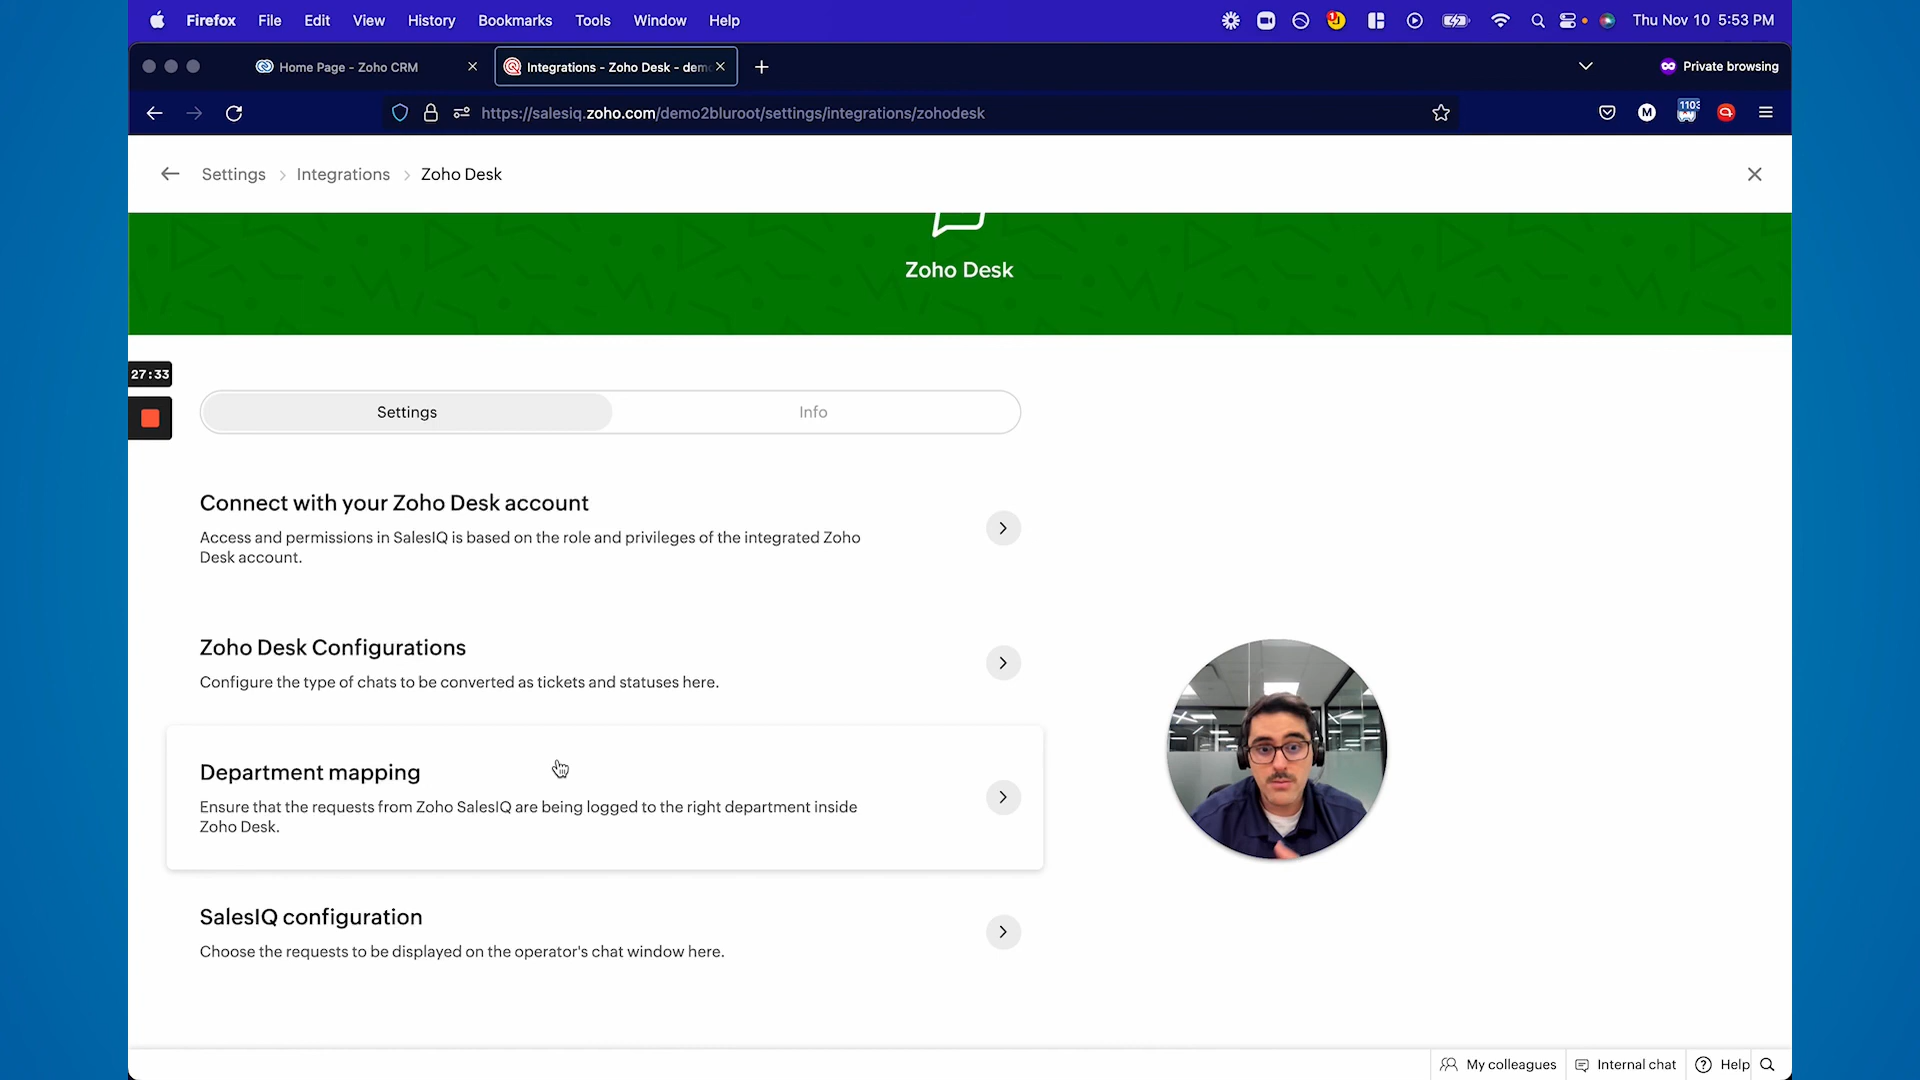 Firefox File Edit View History Bookmarks Tools Window Help Thu Nov 10 5:53 PM
Home Page - Zoho CRM Integrations - Zoho Desk - dem Private browsing
https://salesiq.zoho.com/demo2bluroot/settings/integrations/zohodesk M 1103
Settings Integrations Zoho Desk
Zoho Desk
27:33
Settings Info
Connect with your Zoho Desk account
Access and permissions in SalesIQ is based on the role and privileges of the integrated Zoho
Desk account.
Zoho Desk Configurations
Configure the type of chats to be converted as tickets and statuses here.
Department mapping
Ensure that the requests from Zoho SalesIQ are being logged to the right department inside
Zoho Desk.
SalesIQ configuration
Choose the requests to be displayed on the operator's chat window here.
My colleagues Internal chat Help